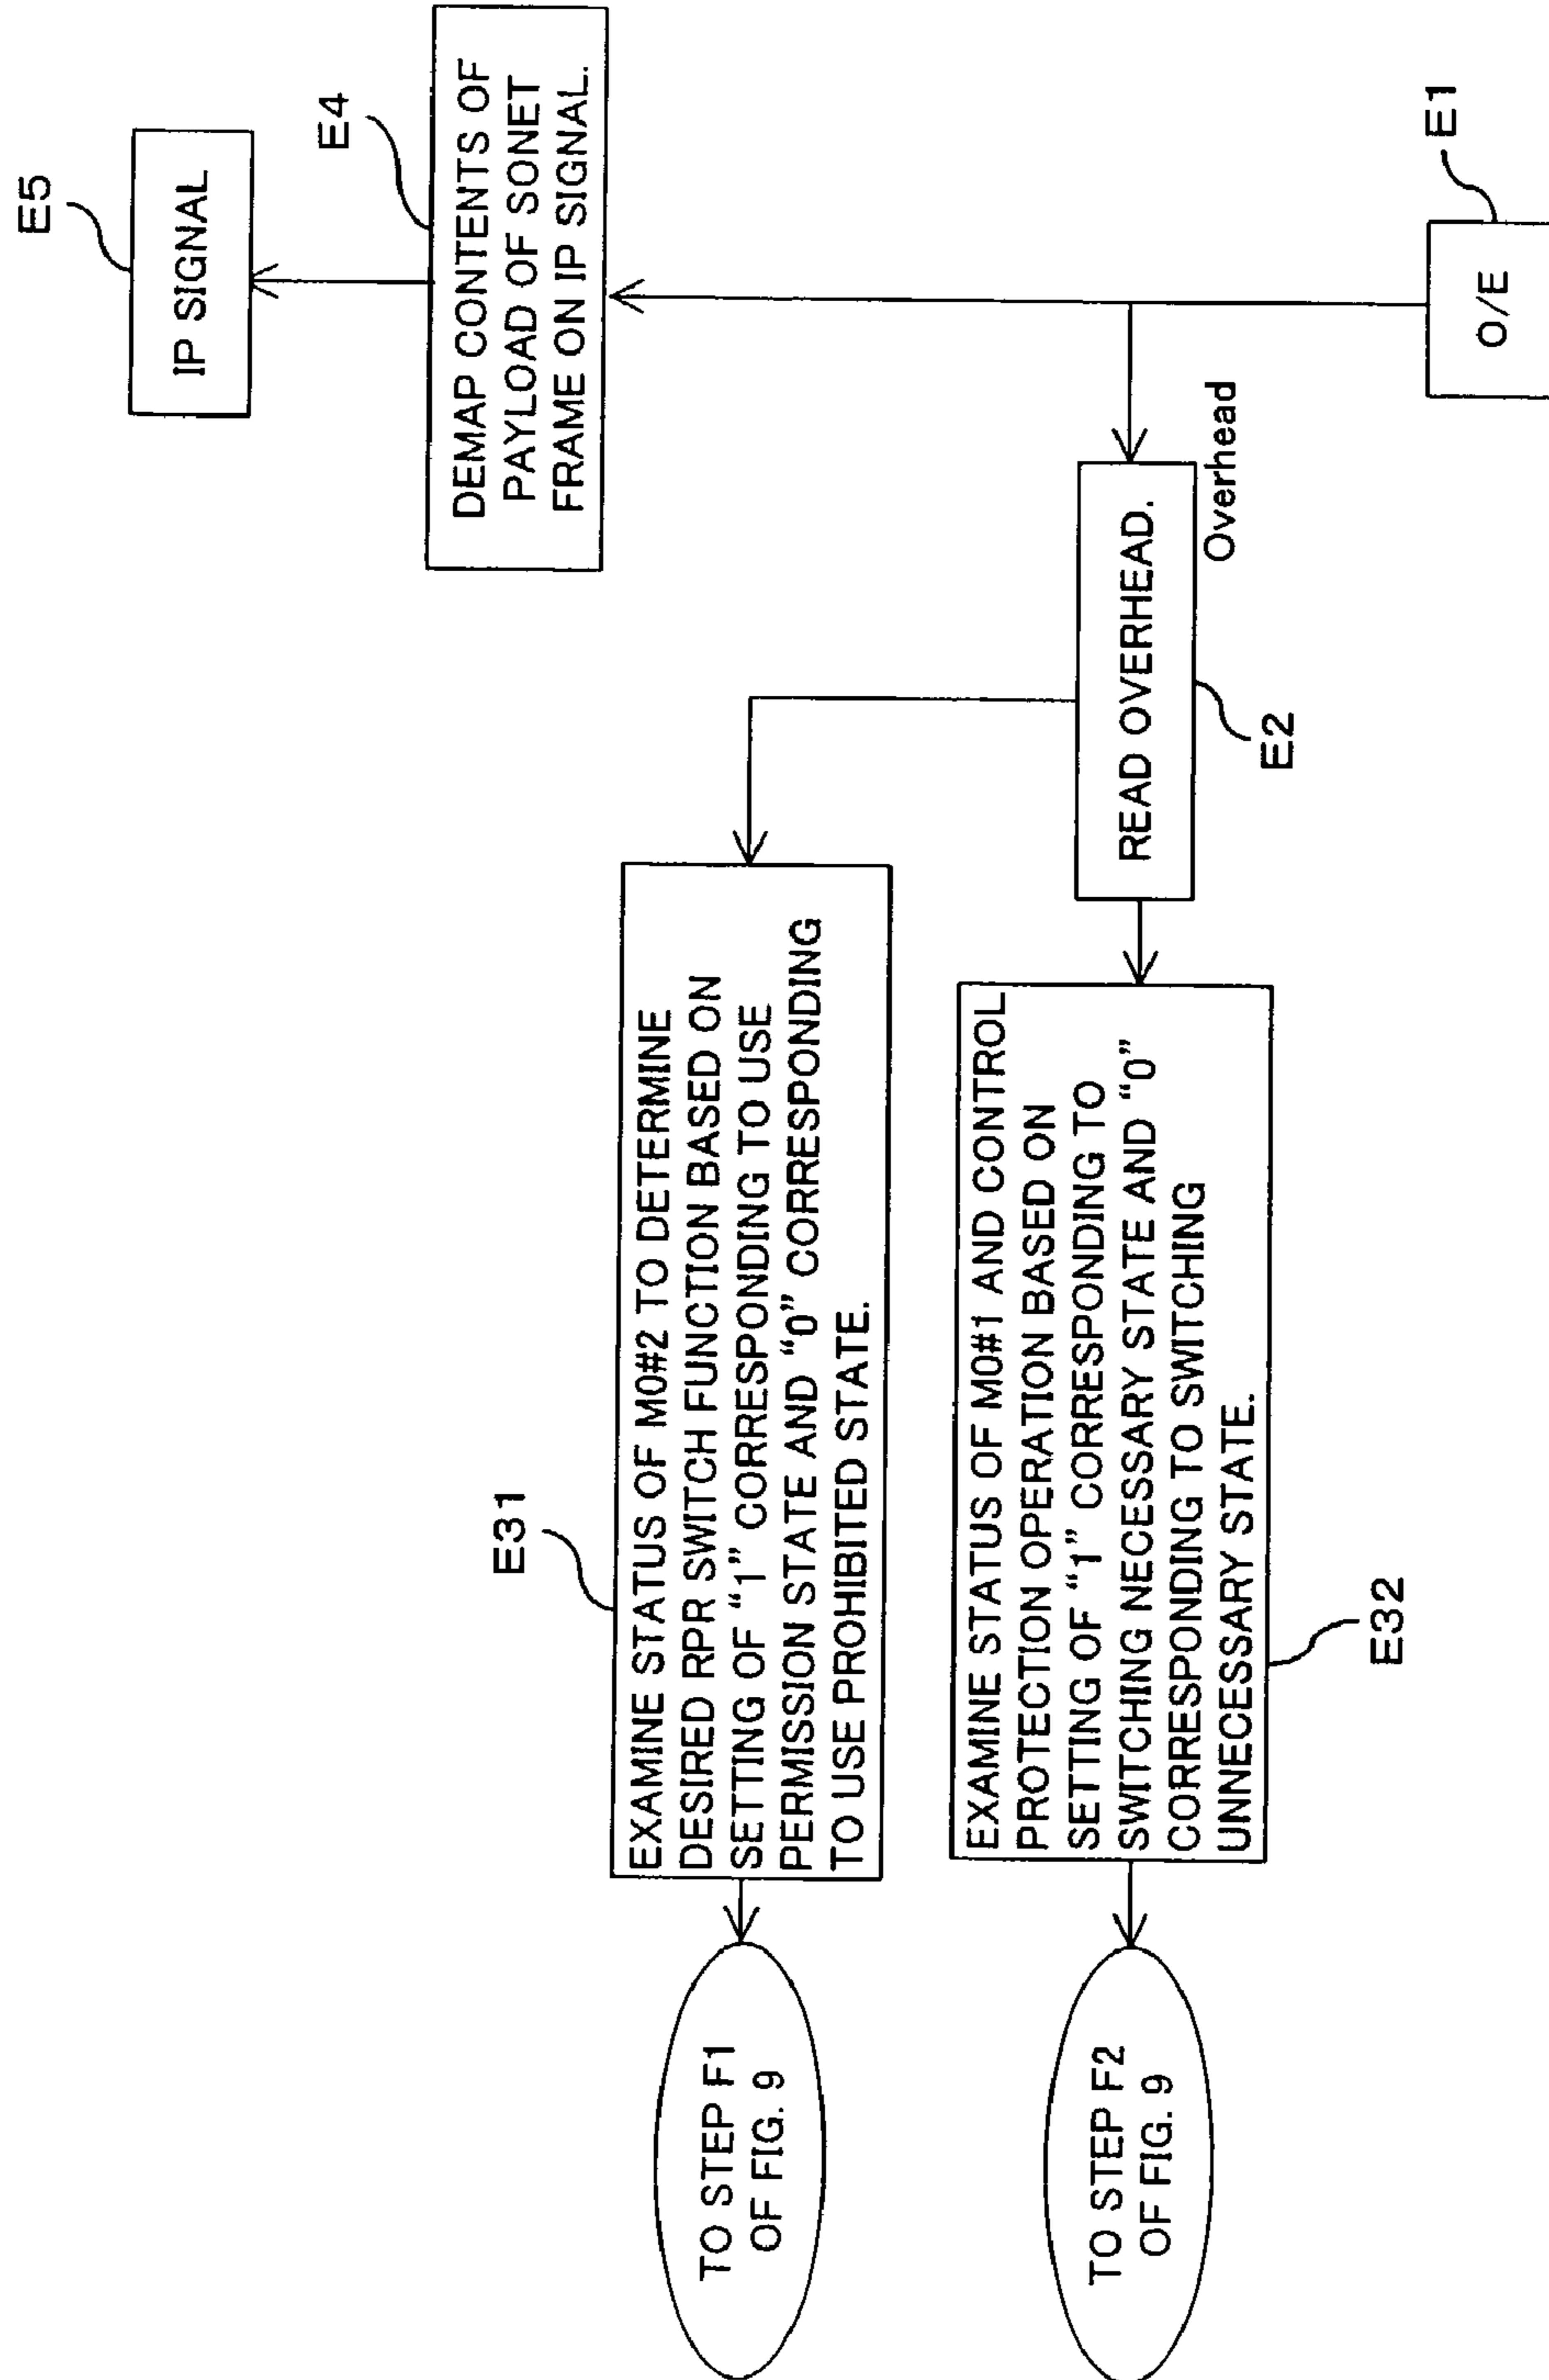 E5
IP SIGNAL
E4
DEMAP CONTENTS OF
PAYLOAD OF SONET
FRAME ON IP SIGNAL.
E31
EXAMINE STATUS OF M0#2 TO DETERMINE
DESIRED RPR SWITCH FUNCTION BASED ON
SETTING OF “1” CORRESPONDING TO USE
PERMISSION STATE AND “0” CORRESPONDING
TO USE PROHIBITED STATE.
TO STEP F1
OF FIG. 9
EXAMINE STATUS OF M0#1 AND CONTROL
PROTECTION OPERATION BASED ON
SETTING OF “1” CORRESPONDING TO
SWITCHING NECESSARY STATE AND “0”
CORRESPONDING TO SWITCHING
UNNECESSARY STATE.
E32
TO STEP F2
OF FIG. 9
READ OVERHEAD.
Overhead
E2
E1
O/E